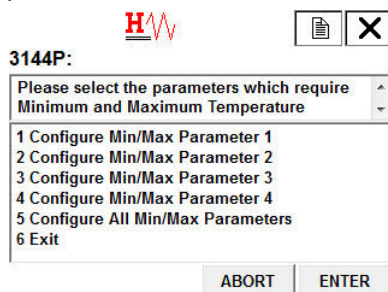 H
3144P:
Please select the parameters which require
Minimum and Maximum Temperature
1 Configure Min/Max Parameter 1
2 Configure Min/Max Parameter 2
3 Configure Min/Max Parameter 3
4 Configure Min/Max Parameter 4
5 Configure All Min/Max Parameters
6 Exit
ABORT ENTER